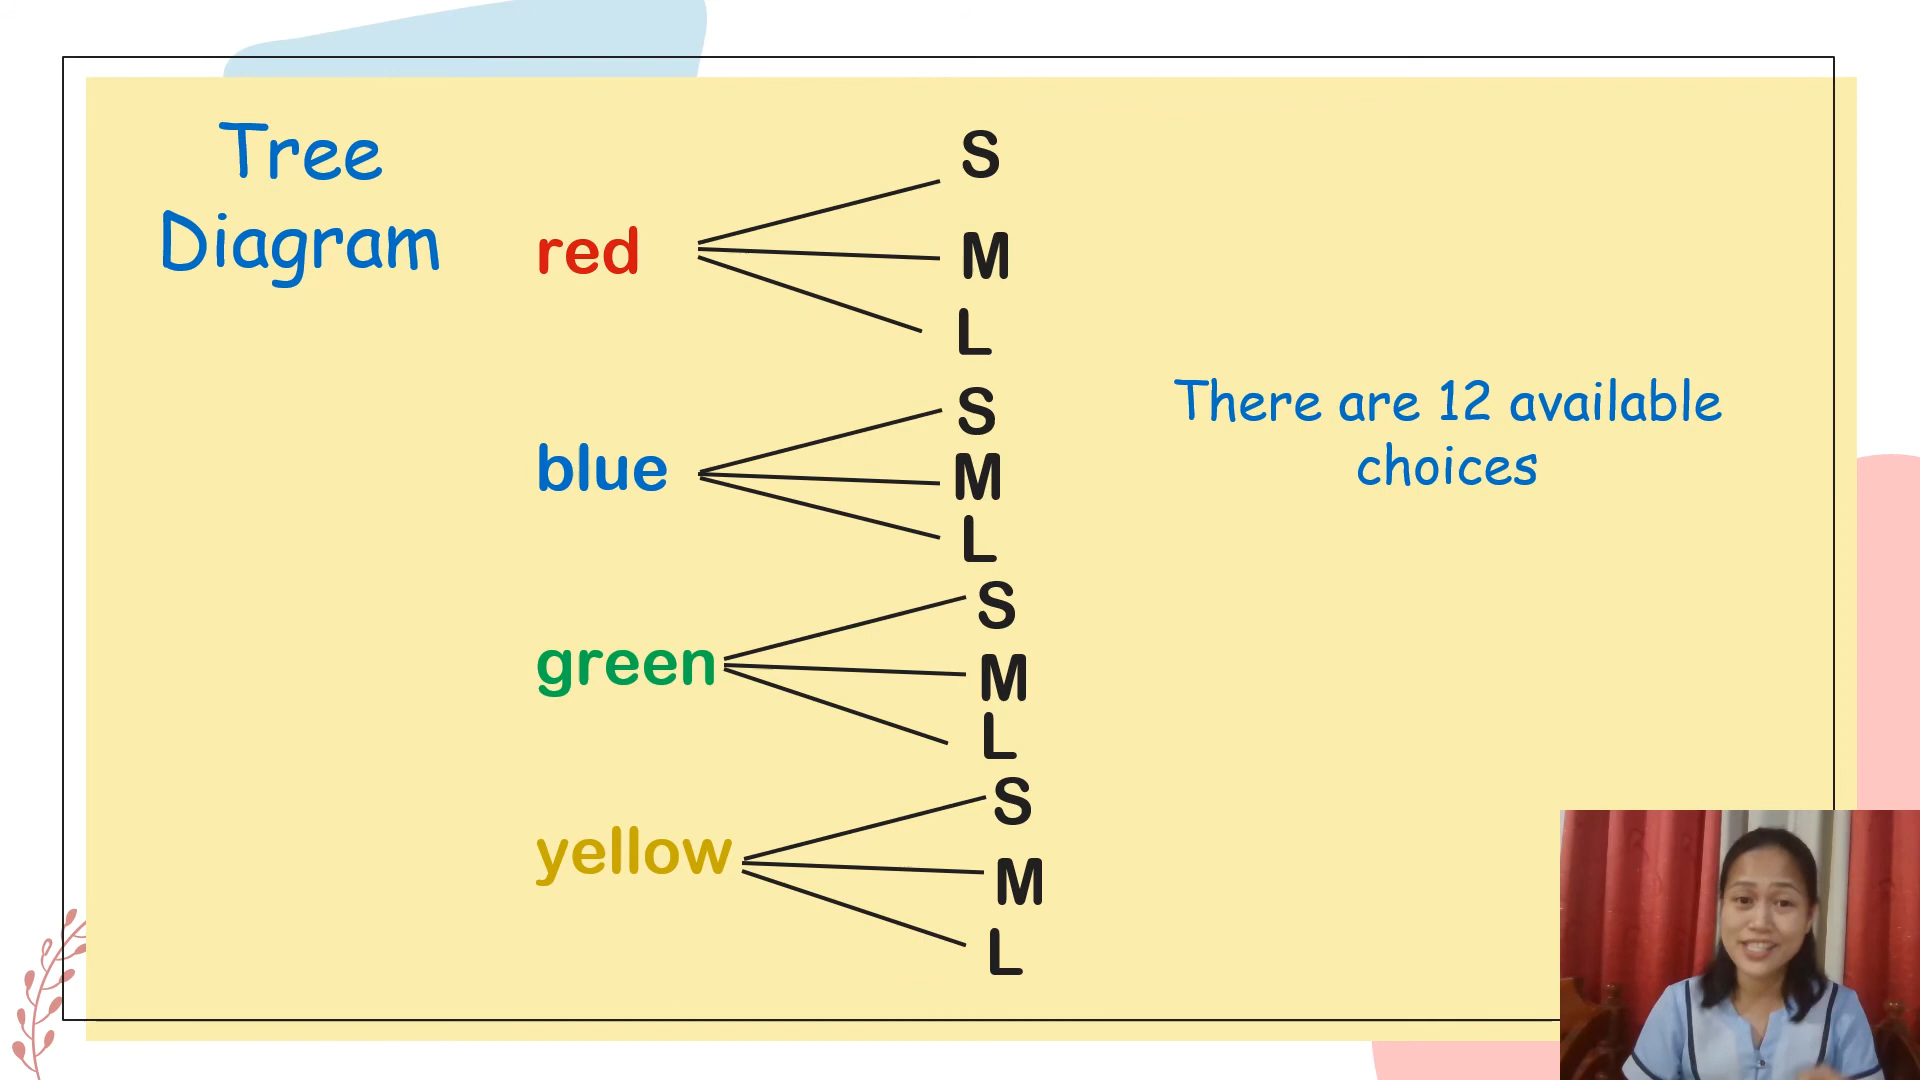 Tree
Diagram
red
S
M
L
blue
S
M
L
green
S
M
L
yellow
S
M
L
There are 12 available
choices